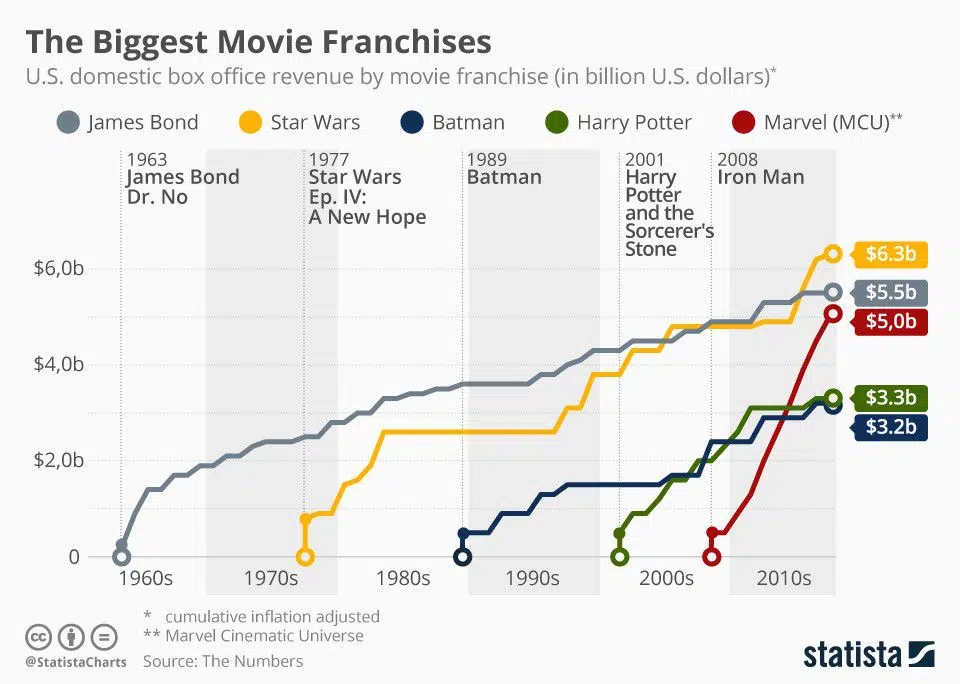 The Biggest Movie Franchises
U.S. domestic box office revenue by movie franchise (in billion U.S. dollars)*
James Bond Star Wars Batman Harry Potter Marvel (MCU)**
1963
James Bond
Dr. No
1977
Star Wars
Ep. IV:
A New Hope
1989
Batman
2001
Harry
Potter
and the
Sorcerer's
Stone
2008
Iron Man
$6,0b
$4,0b
$2,0b
0
$6.3b
$5.5b
$5,0b
$3.3b
$3.2b
1960s 1970s 1980s 1990s 2000s 2010s
* cumulative inflation adjusted
** Marvel Cinematic Universe
Source: The Numbers
cc
@StatistaCharts
statista